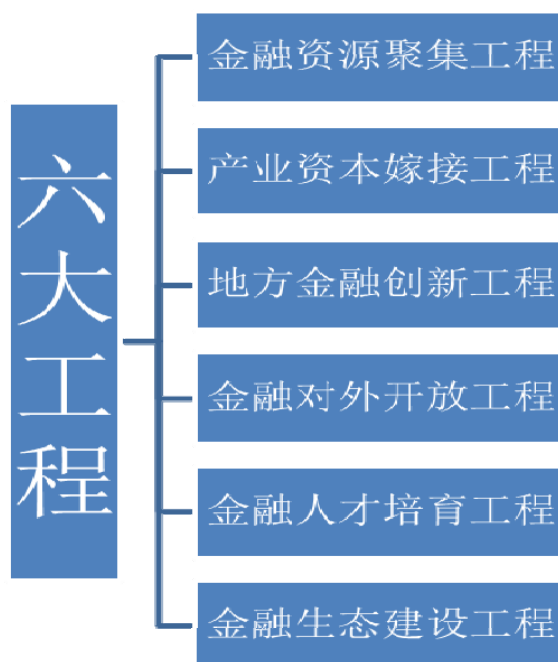 六大工程
金融资源聚集工程
产业资本嫁接工程
地方金融创新工程
金融对外开放工程
金融人才培育工程
金融生态建设工程